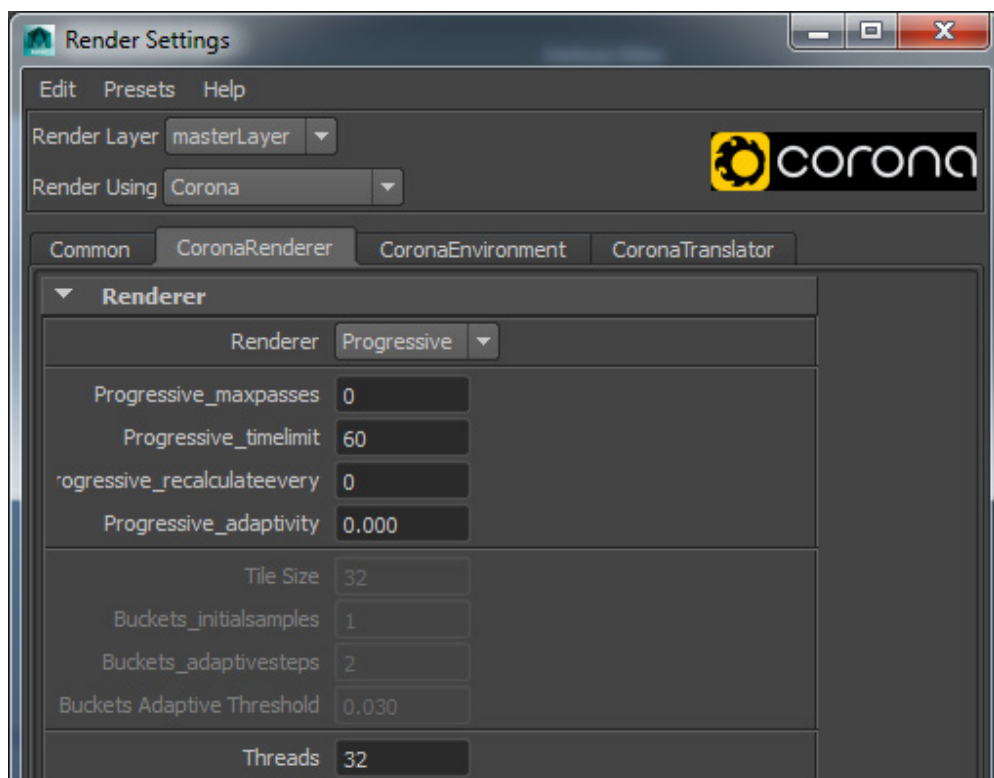 Render Settings
Edit Presets Help
Render Layer masterLayer
Render Using Corona
corona
Common CoronaRenderer CoronaEnvironment CoronaTranslator
Renderer
Renderer Progressive
Progressive_maxpasses 0
Progressive_timelimit 60
rogressive_recalculateevery 0
Progressive_adaptivity 0.000
Tile Size 32
Buckets_initialsamples 1
Buckets_adaptivesteps 2
Buckets Adaptive Threshold 0.030
Threads 32